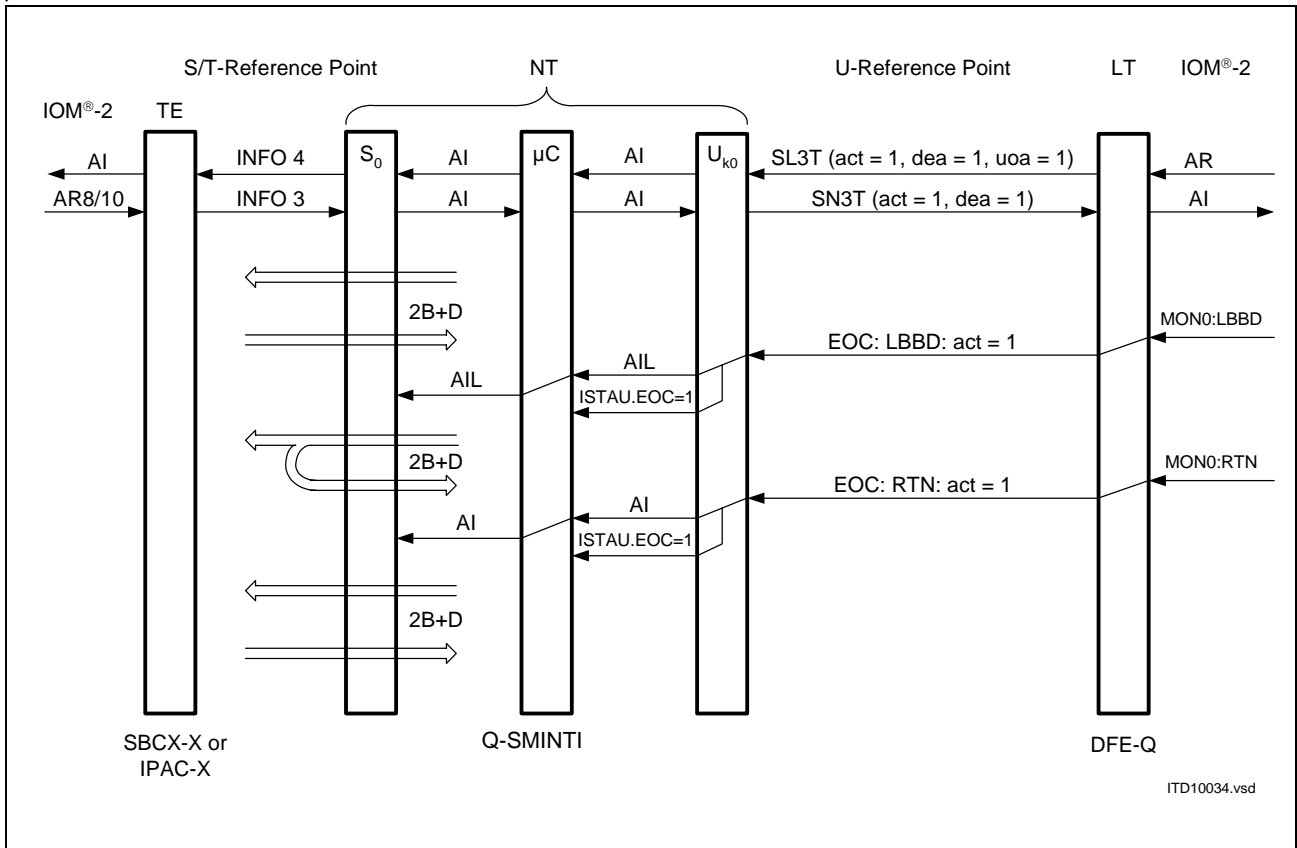 S/T-Reference Point NT U-Reference Point LT IOM®-2
IOM®-2 TE
S0 µC Uk0
AI INFO 4 AI AI SL3T (act = 1, dea = 1, uoa = 1) AR
AR8/10 INFO 3 AI AI SN3T (act = 1, dea = 1) AI
2B+D
MON0:LBBD
EOC: LBBD: act = 1
AIL
AIL
ISTAU.EOC=1
2B+D
MON0:RTN
EOC: RTN: act = 1
AI
AI
ISTAU.EOC=1
2B+D
SBCX-X or
IPAC-X
Q-SMINTI
DFE-Q
ITD10034.vsd